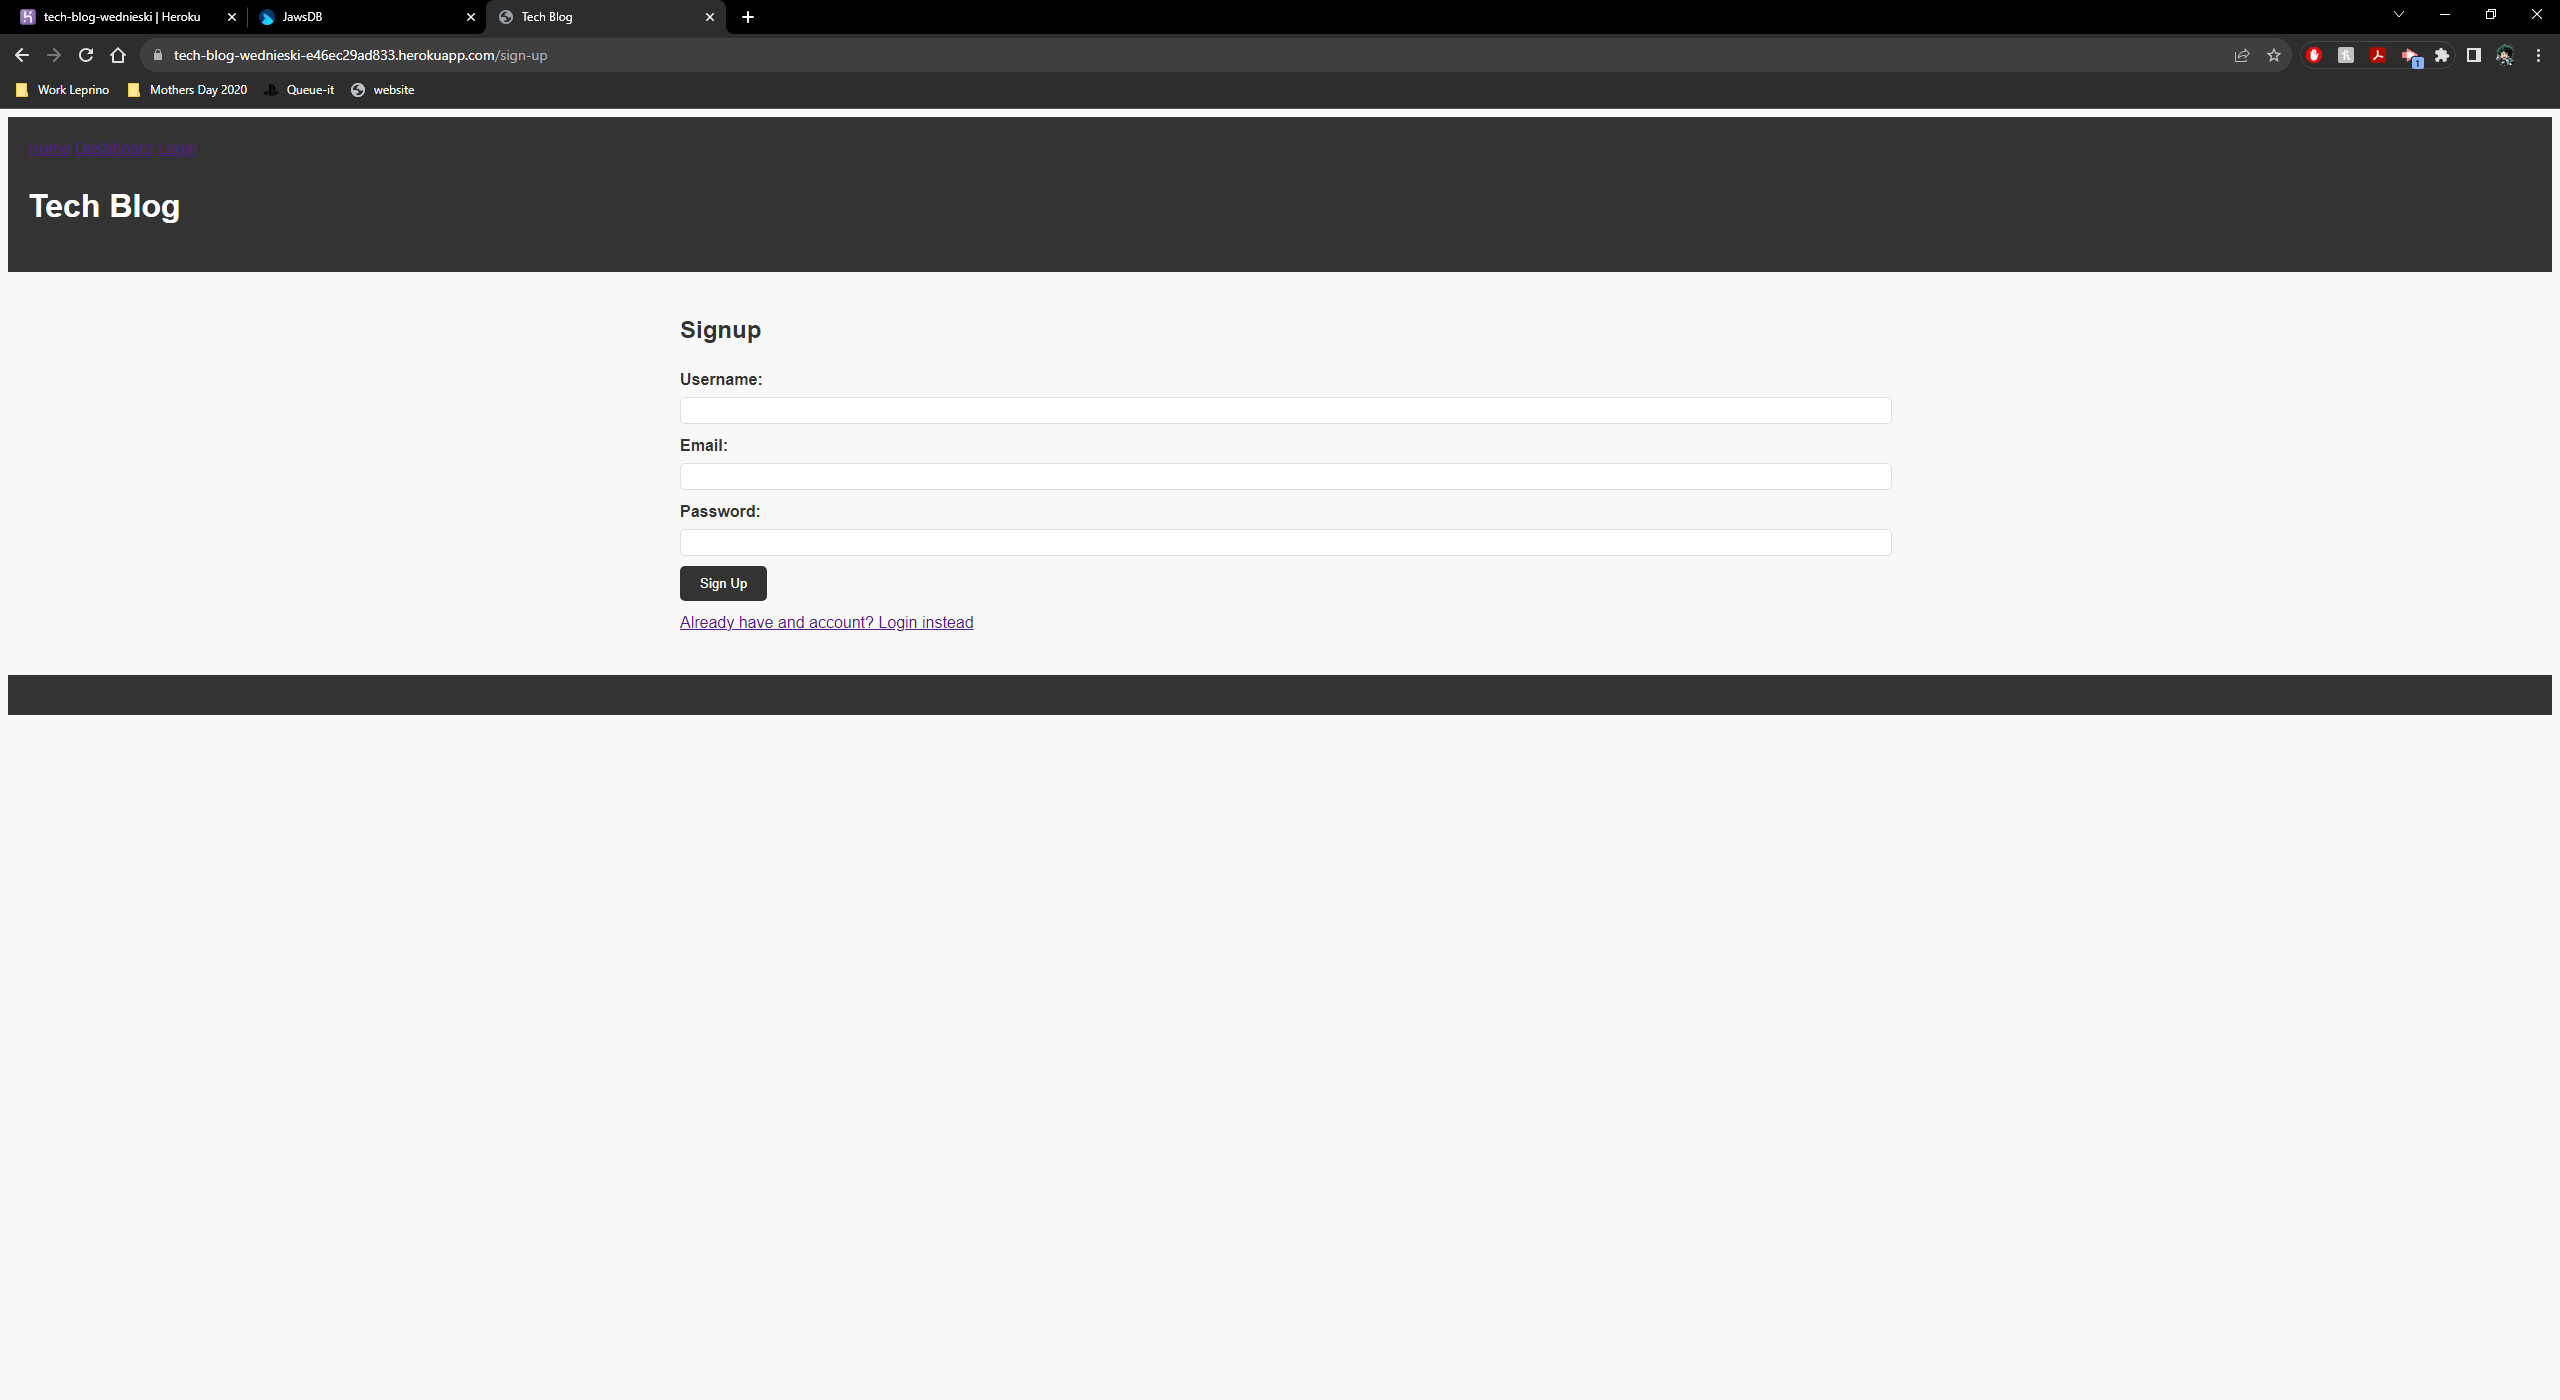 tech-blog-wednieski | Heroku
JawsDB
Tech Blog
tech-blog-wednieski-e46ec29ad833.herokuapp.com/sign-up
1
Work Leprino
Mothers Day 2020
Queue-it
website
Home Dashboard Login
Tech Blog
Signup
Username:
Email:
Password:
Sign Up
Already have and account? Login instead